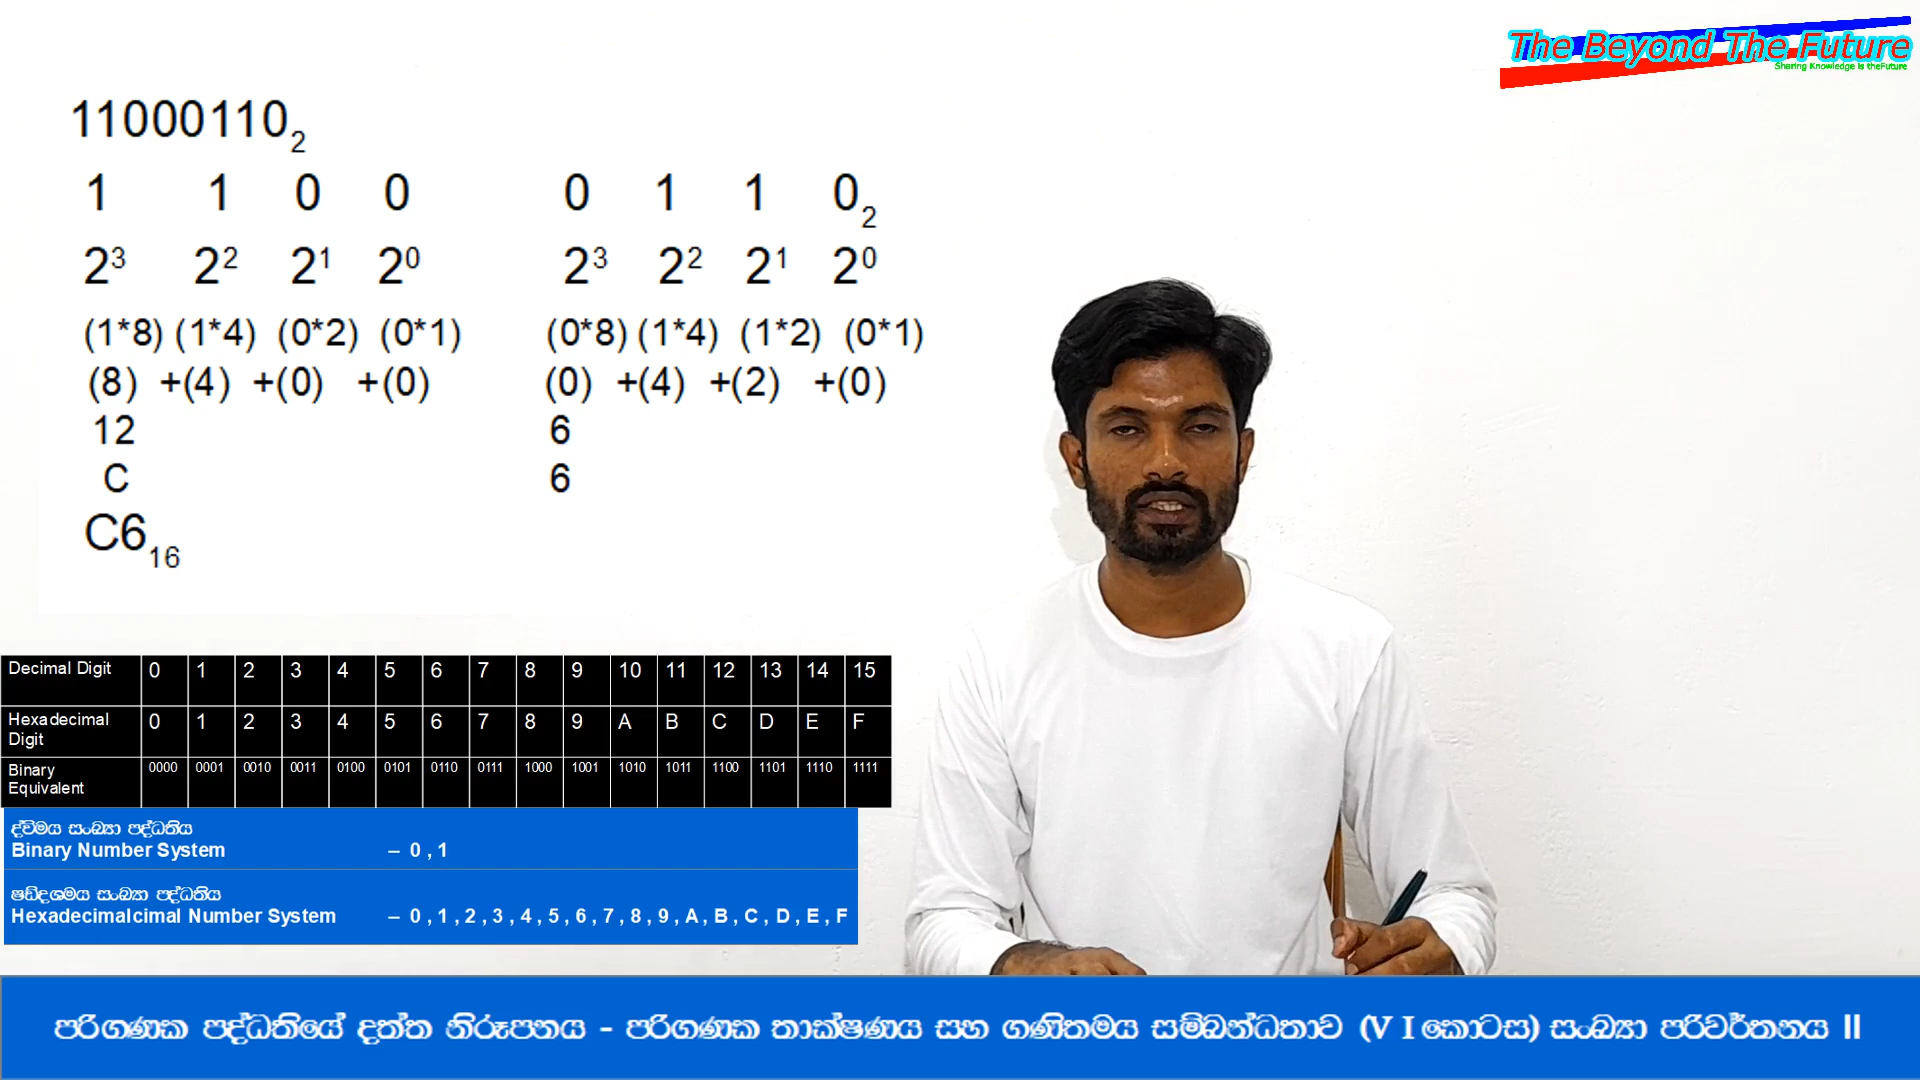 The Beyond The Future
Sharing Knowledge is theFuture
11000110₂
1 1 0 0 0 1 1 0₂
2³ 2² 2¹ 2⁰ 2³ 2² 2¹ 2⁰
(1*8) (1*4) (0*2) (0*1) (0*8) (1*4) (1*2) (0*1)
(8) +(4) +(0) +(0) (0) +(4) +(2) +(0)
12 6
C 6
C6₁₆
Decimal Digit 0 1 2 3 4 5 6 7 8 9 10 11 12 13 14 15
Hexadecimal Digit 0 1 2 3 4 5 6 7 8 9 A B C D E F
Binary Equivalent 0000 0001 0010 0011 0100 0101 0110 0111 1000 1001 1010 1011 1100 1101 1110 1111
ද්විමය සංඛ්‍යා පද්ධතිය
Binary Number System – 0 , 1
ෂඩ්දශමය සංඛ්‍යා පද්ධතිය
Hexadecimalcimal Number System – 0 , 1 , 2 , 3 , 4 , 5 , 6 , 7 , 8 , 9 , A , B , C , D , E , F
පරිගණක පද්ධතියේ දත්ත නිරූපනය - පරිගණක තාක්ෂණය සහ ගණිතමය සම්බන්ධතාව (V I කොටස) සංඛ්‍යා පරිවර්තනය II